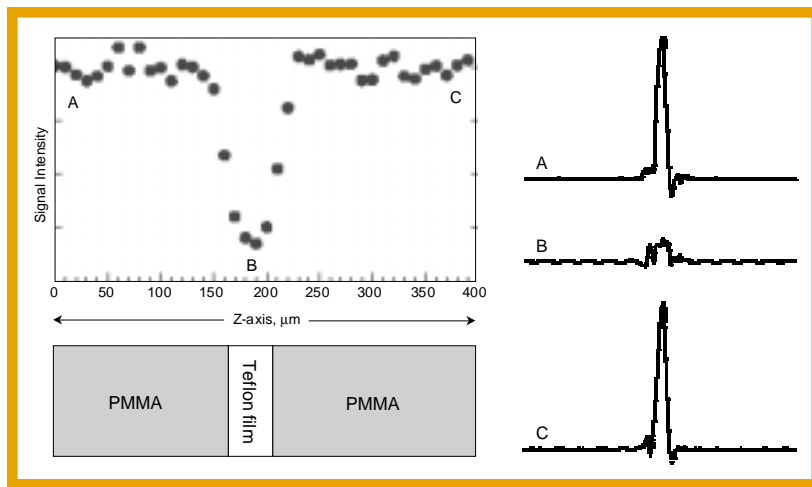 Signal Intensity
A
B
C
0 50 100 150 200 250 300 350 400
Z-axis, μm
PMMA
Teflon film
PMMA
A
B
C